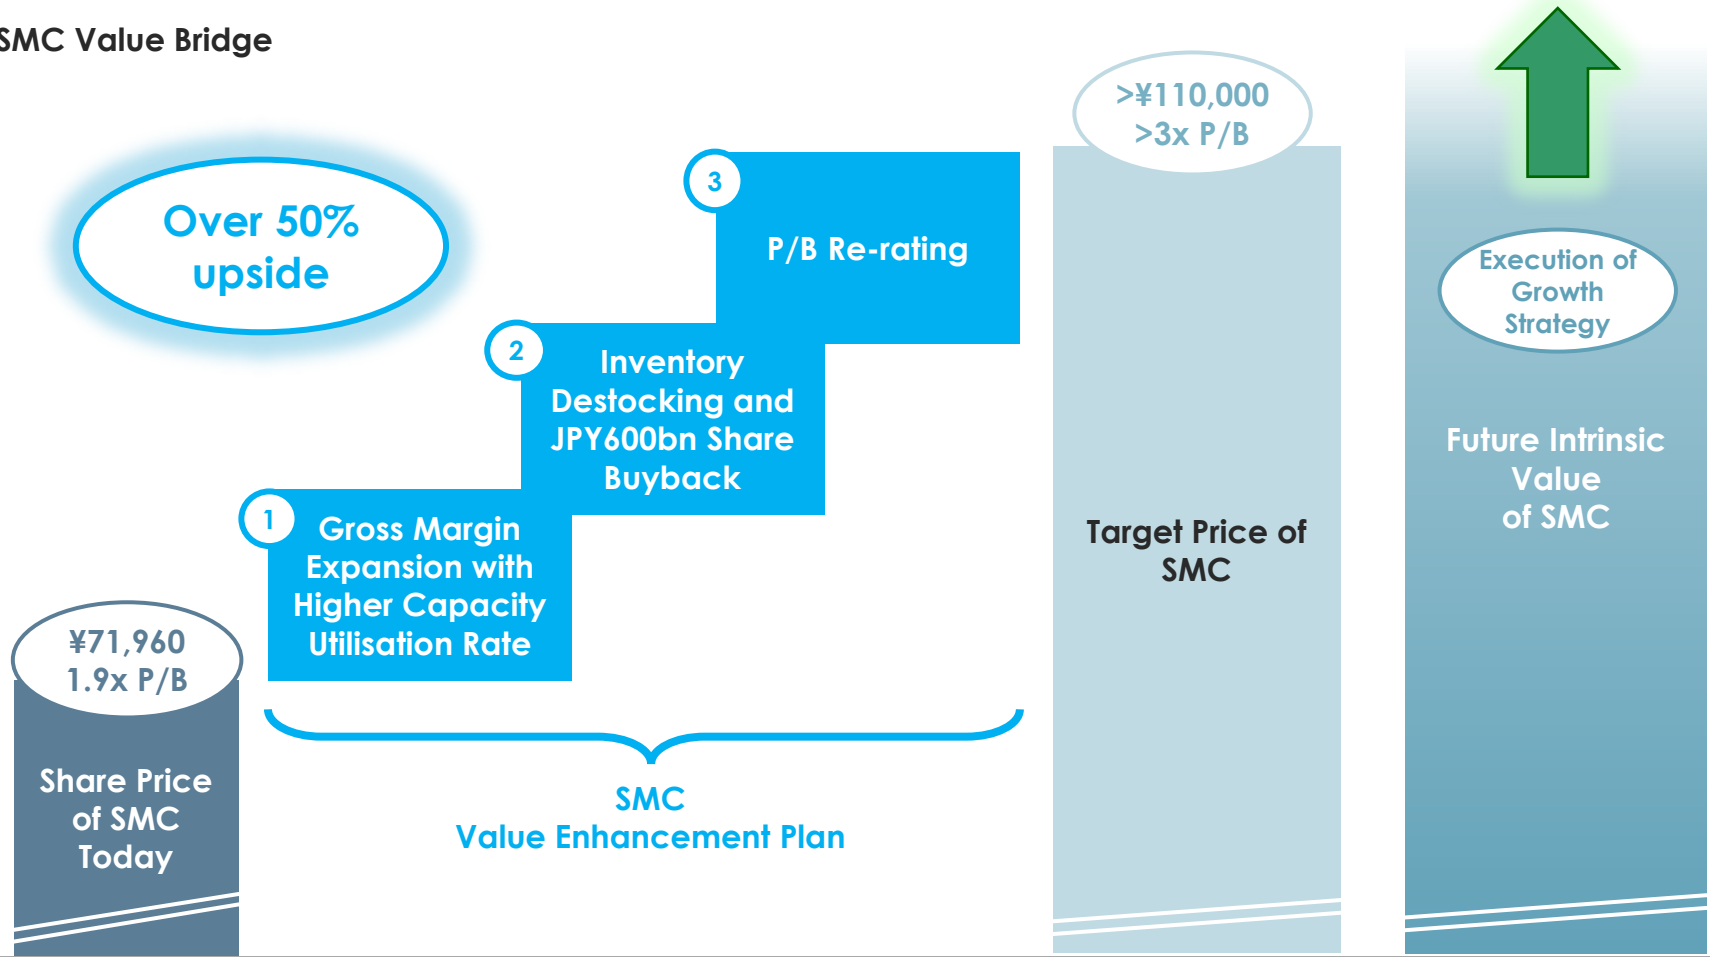 SMC Value Bridge
Over 50%
upside
¥71,960
1.9x P/B
Share Price
of SMC
Today
1
Gross Margin
Expansion with
Higher Capacity
Utilisation Rate
2
Inventory
Destocking and
JPY600bn Share
Buyback
3
P/B Re-rating
SMC
Value Enhancement Plan
>¥110,000
>3x P/B
Target Price of
SMC
Execution of
Growth
Strategy
Future Intrinsic
Value
of SMC